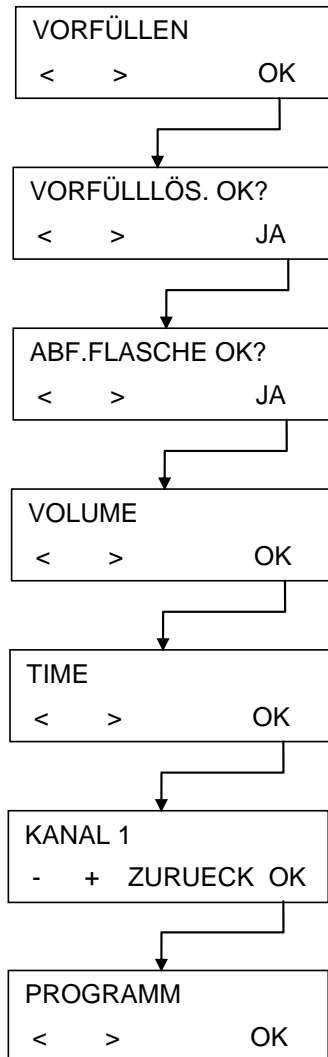 VORFÜLLEN
< > OK
VORFÜLLLÖS. OK?
< > JA
ABF.FLASCHE OK?
< > JA
VOLUME
< > OK
TIME
< > OK
KANAL 1
- + ZURUECK OK
PROGRAMM
< > OK